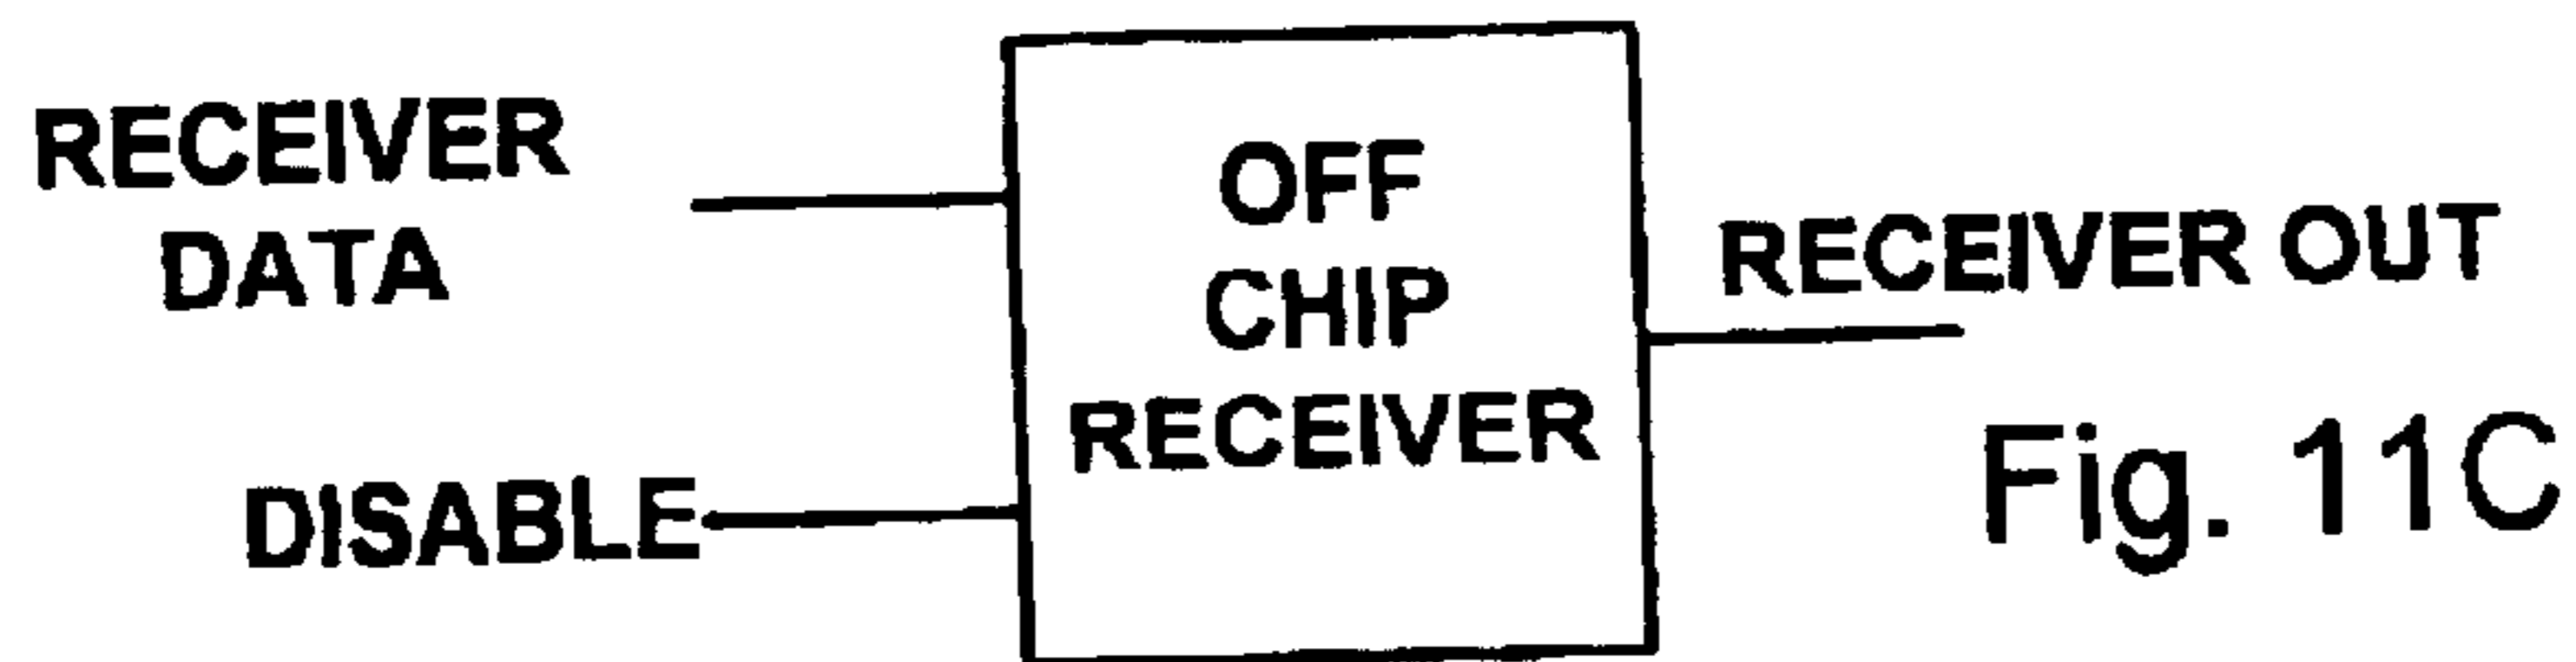 RECEIVER
DATA
DISABLE
OFF
CHIP
RECEIVER
RECEIVER OUT
Fig. 11C